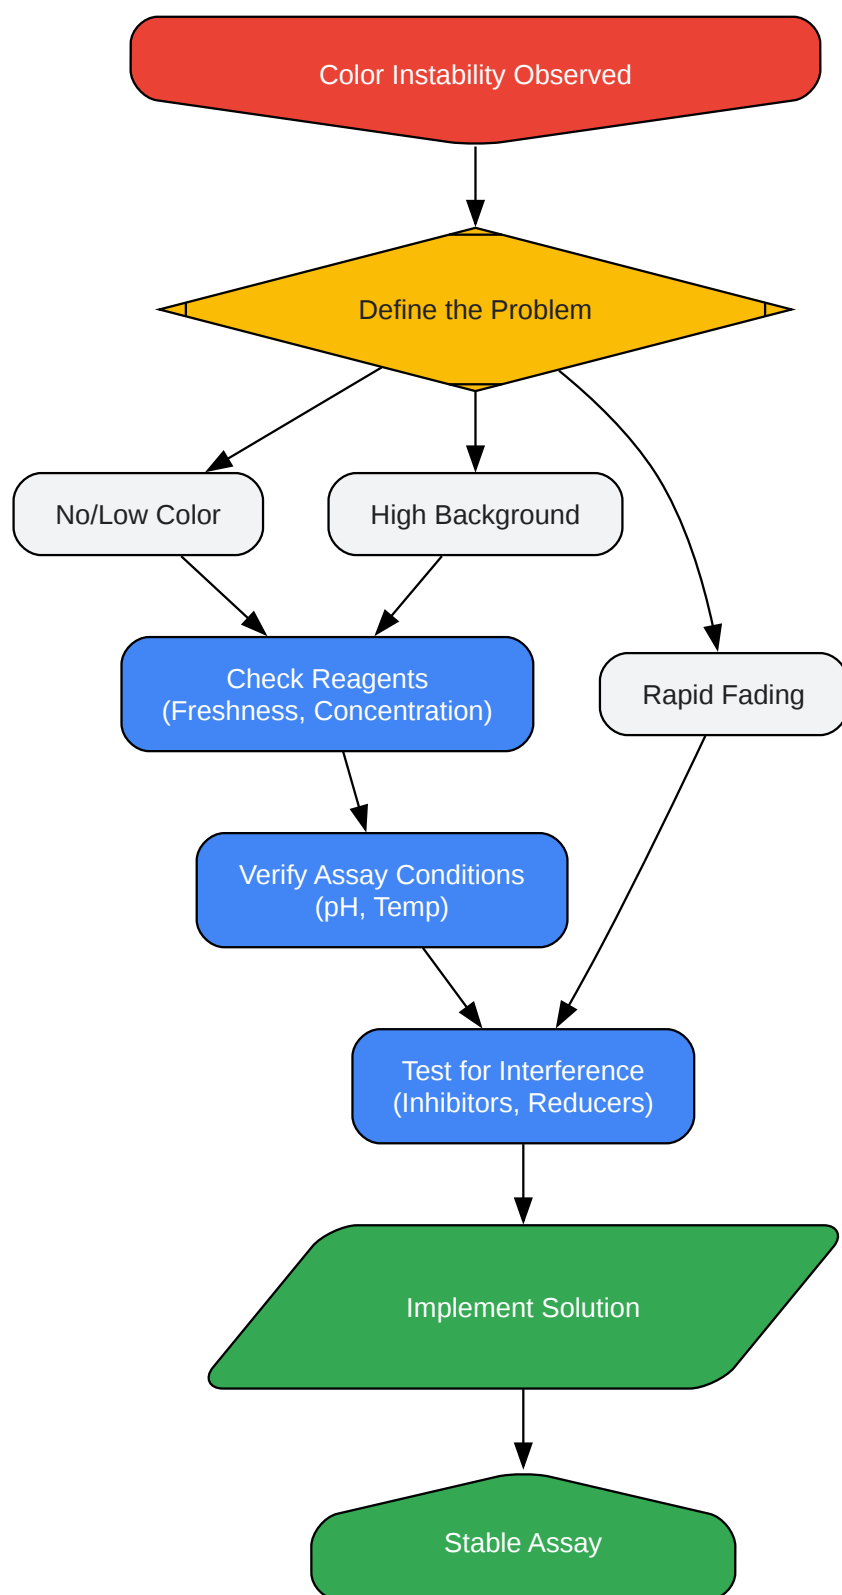 Color Instability Observed
Define the Problem
No/Low Color
High Background
Check Reagents
(Freshness, Concentration)
Rapid Fading
Verify Assay Conditions
(pH, Temp)
Test for Interference
(Inhibitors, Reducers)
Implement Solution
Stable Assay